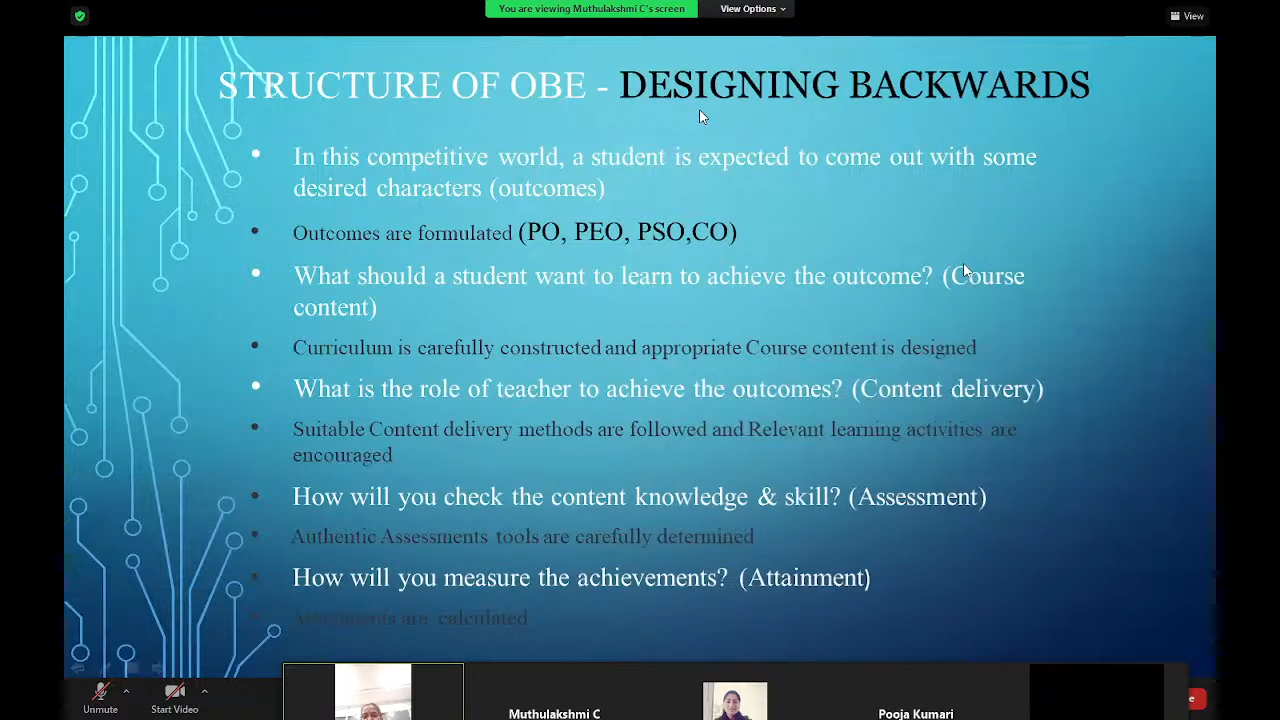 You are viewing Muthulakshmi C's screen
View Options
View
STRUCTURE OF OBE - DESIGNING BACKWARDS
• In this competitive world, a student is expected to come out with some
desired characters (outcomes)
• Outcomes are formulated (PO, PEO, PSO,CO)
• What should a student want to learn to achieve the outcome? (Course
content)
• Curriculum is carefully constructed and appropriate Course content is designed
• What is the role of teacher to achieve the outcomes? (Content delivery)
• Suitable Content delivery methods are followed and Relevant learning activities are
encouraged
• How will you check the content knowledge & skill? (Assessment)
• Authentic Assessments tools are carefully determined
• How will you measure the achievements? (Attainment)
• are calculated
Unmute
Start Video
Muthulakshmi C
Pooja Kumari